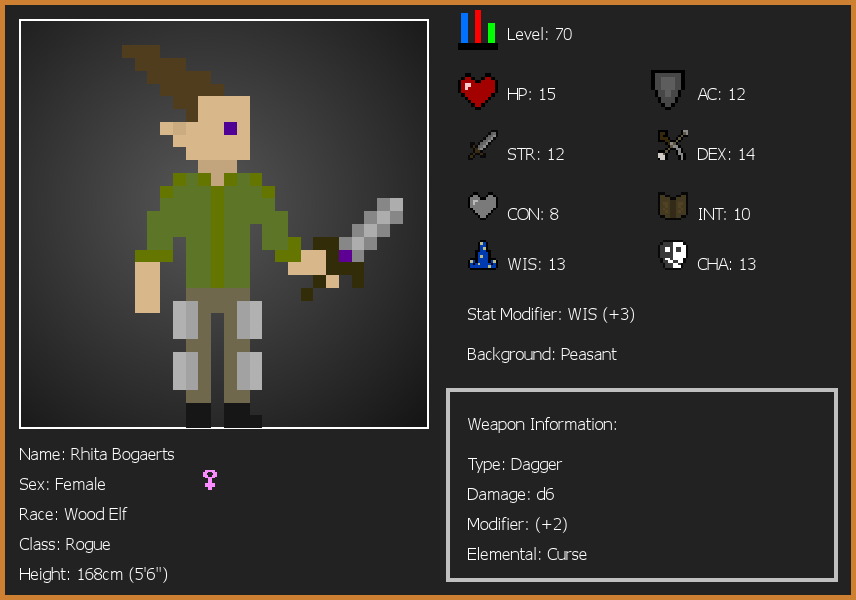 Level: 70
HP: 15
AC: 12
STR: 12
DEX: 14
CON: 8
INT: 10
WIS: 13
CHA: 13
Stat Modifier: WIS (+3)
Background: Peasant
Weapon Information:
Type: Dagger
Damage: d6
Modifier: (+2)
Elemental: Curse
Name: Rhita Bogaerts
Sex: Female
Race: Wood Elf
Class: Rogue
Height: 168cm (5'6")